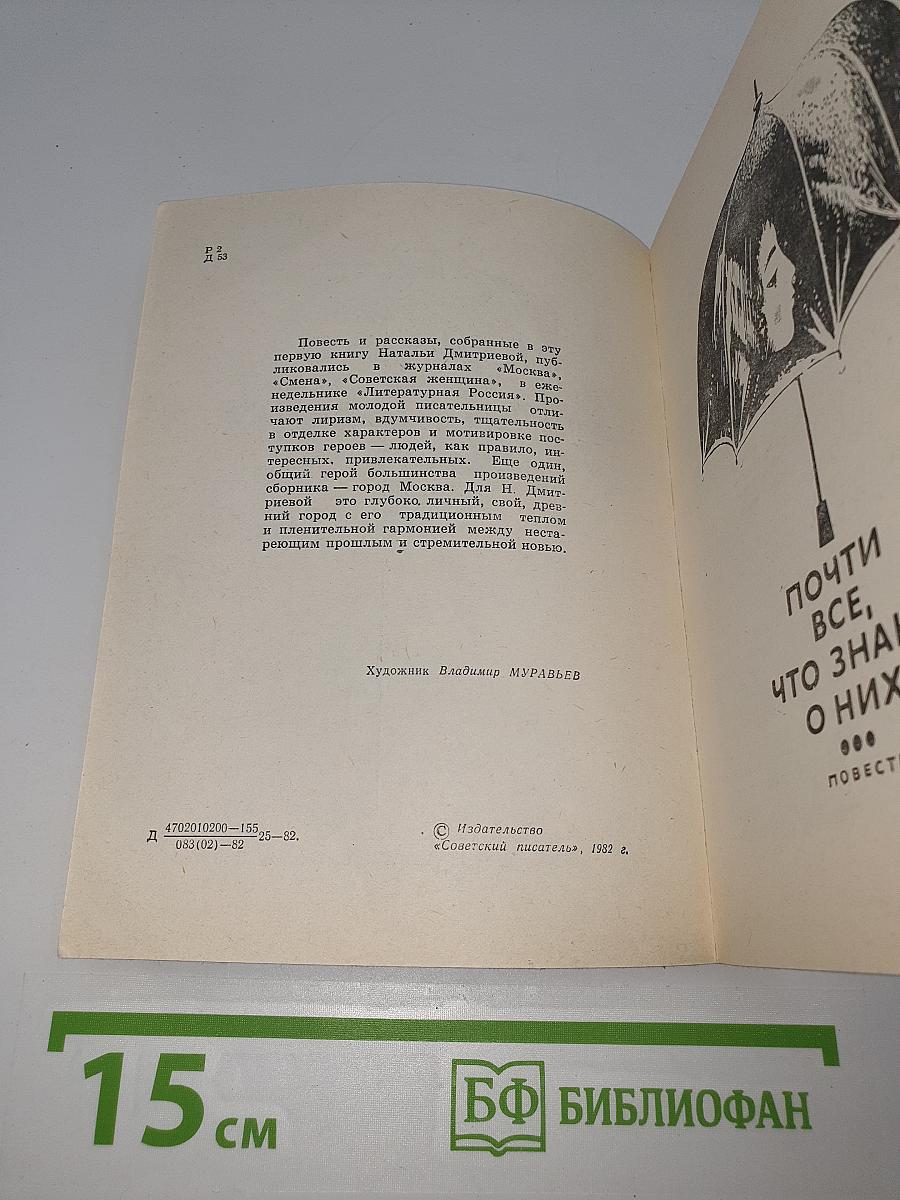 Р 2
Д 53
Повесть и рассказы, собранные в эту
первую книгу Натальи Дмитриевой, пуб-
ликовались в журналах «Москва»,
«Смена», «Советская женщина», в еже-
недельнике «Литературная Россия». Про-
изведения молодой писательницы отли-
чают лиризм, вдумчивость, тщательность
в отделке характеров и мотивировке пос-
тупков героев — людей, как правило, ин-
тересных, привлекательных. Еще один,
общий герой большинства произведений
сборника — город Москва. Для Н. Дмит-
риевой это глубоко личный, свой, древ-
ний город с его традиционным теплом
и пленительной гармонией между неста-
реющим прошлым и стремительной новью.
Художник Владимир МУРАВЬЕВ
Д 4702010200—155
083(02)—82
25—82.
© Издательство
«Советский писатель», 1982 г.
ПОЧТИ
ВСЕ,
ЧТО ЗНА
О НИХ
ПОВЕСТ
15 см
БФ БИБЛИОФАН